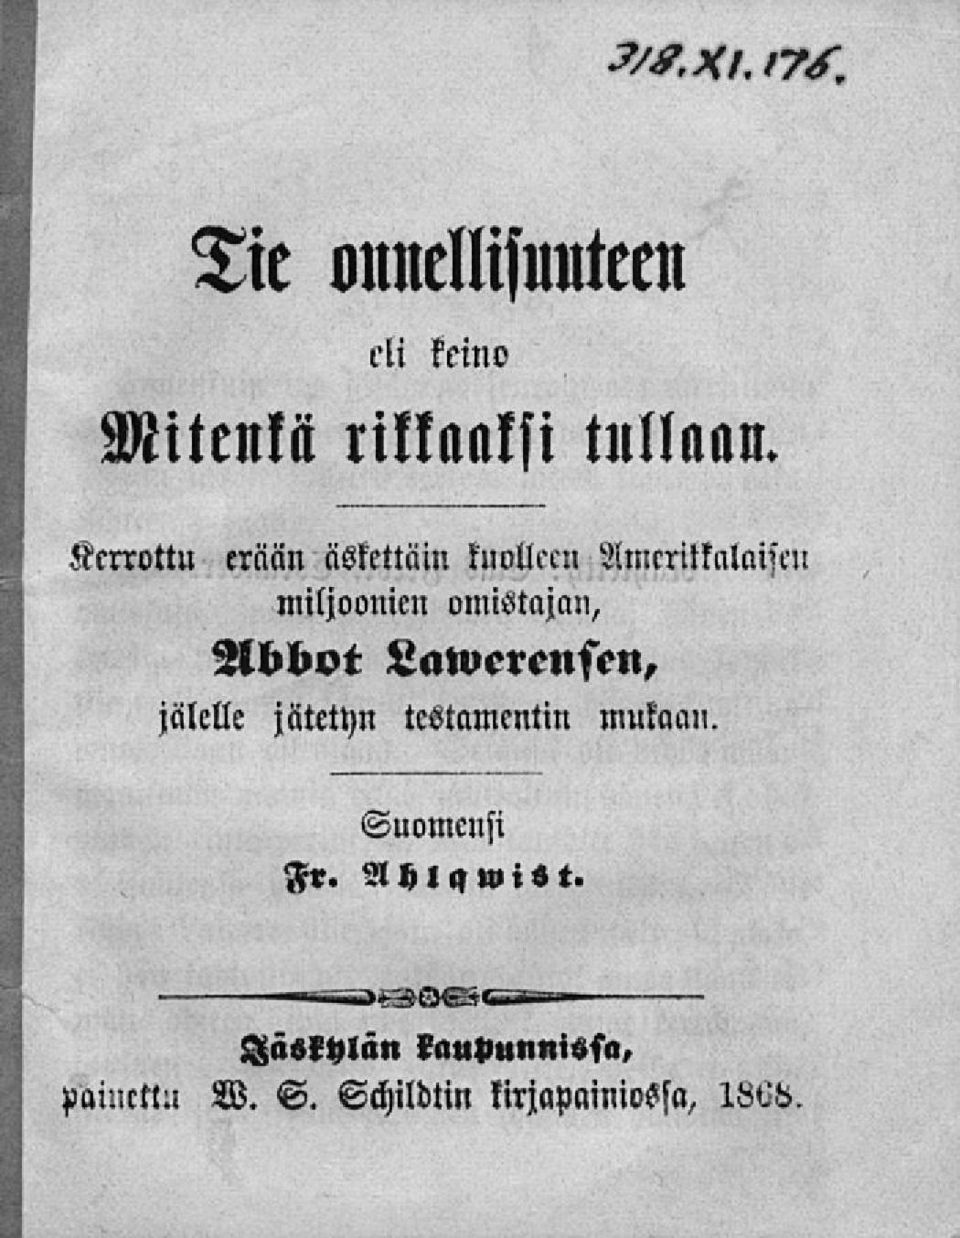 318.XI.176.
Tie onnellisuuteen
eli keino
Mitenkä rikkaaksi tullaan.
Kerrottu erään äskettäin kuolleen Amerikkalaisen
miljoonien omistajan,
Abbot Lawerensen,
jälelle jätetyn testamentin mukaan.
Suomensi
Fr. Ahlqwist.
Jäskylän kaupunnissa,
painettu W. S. Schildtin kirjapainiossa, 1868.